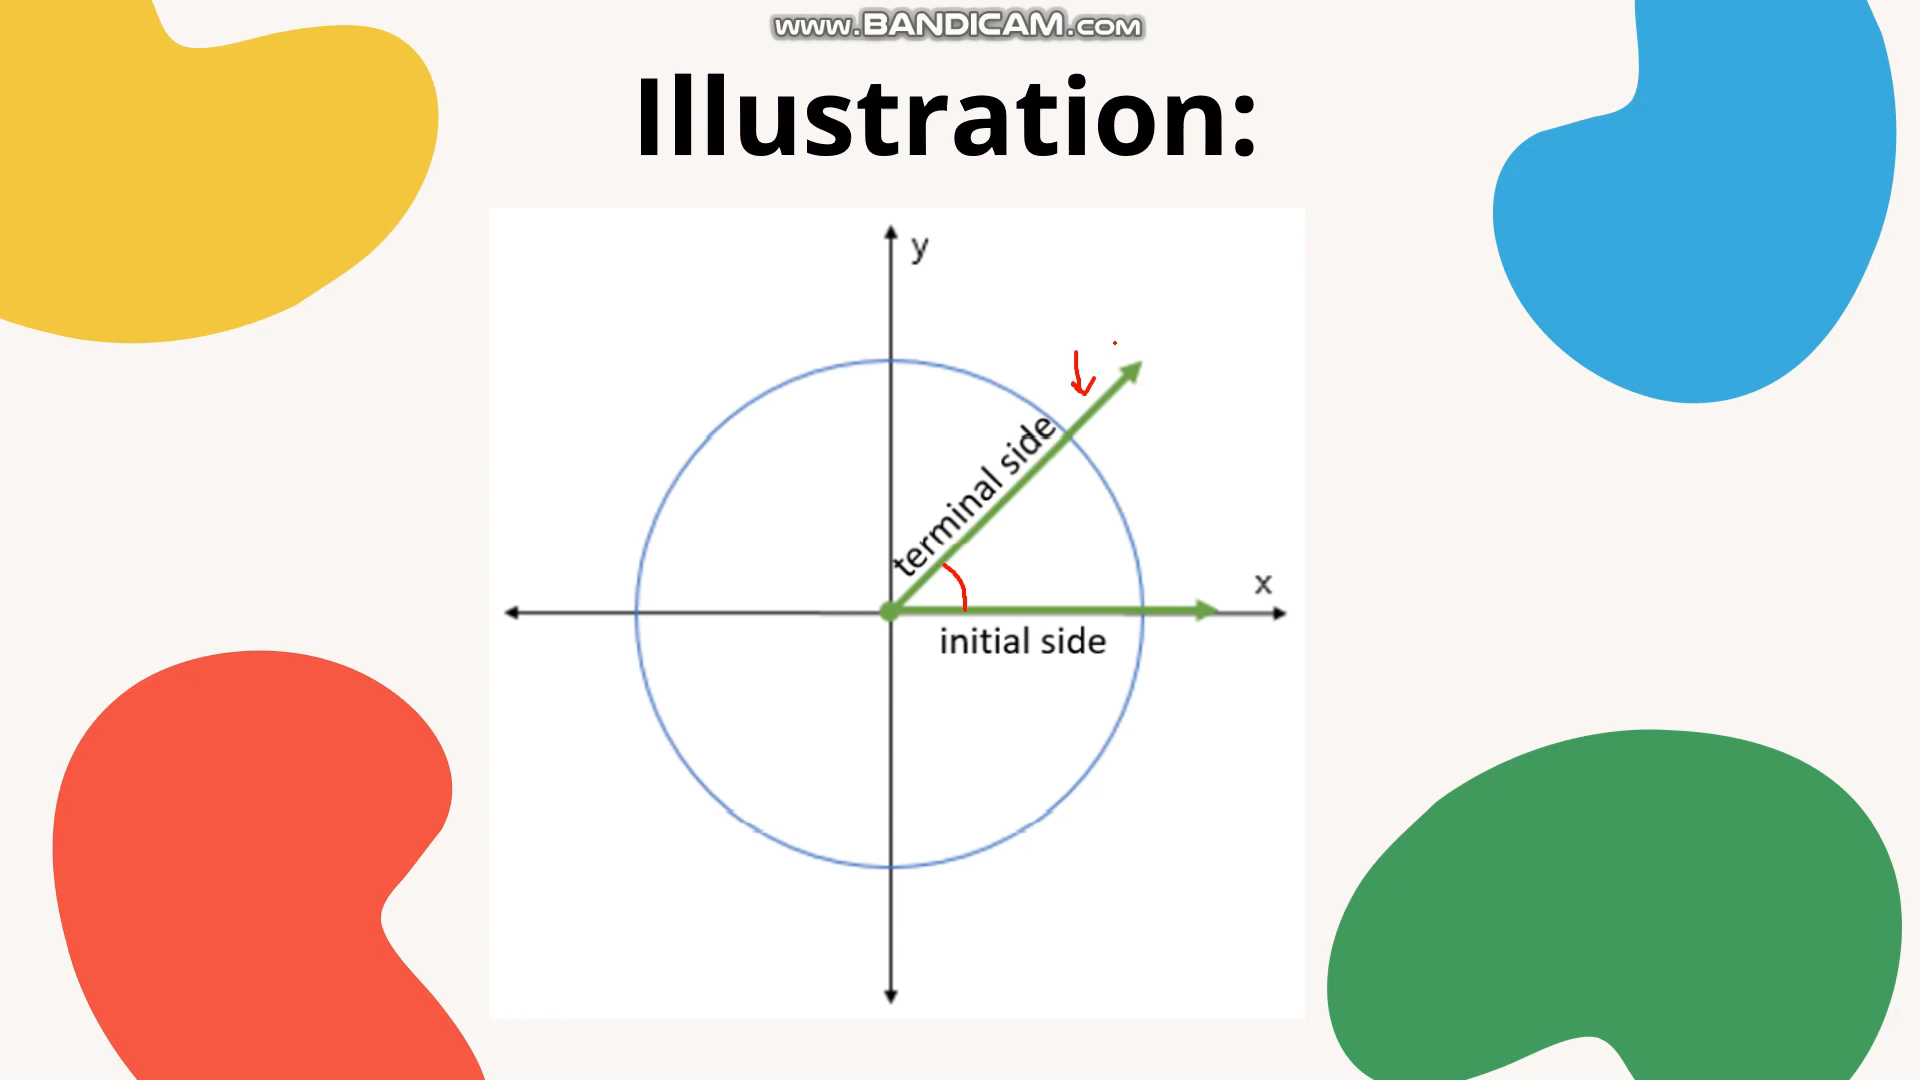 www.BANDICAM.com
Illustration:
y
terminal side
x
initial side